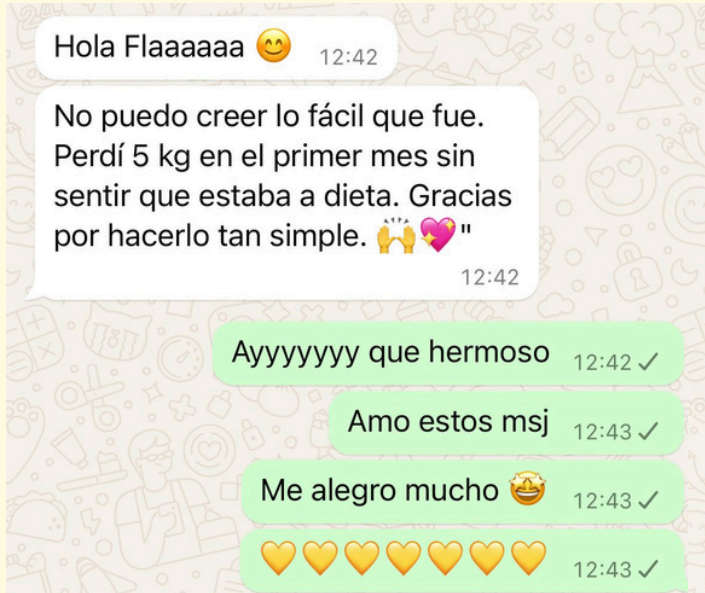 Hola Flaaaaaa 😊 12:42
No puedo creer lo fácil que fue.
Perdí 5 kg en el primer mes sin
sentir que estaba a dieta. Gracias
por hacerlo tan simple. 🙌💖"
12:42
Ayyyyyyy que hermoso 12:42 ✓
Amo estos msj 12:43 ✓
Me alegro mucho 🤩 12:43 ✓
💛💛💛💛💛💛💛 12:43 ✓